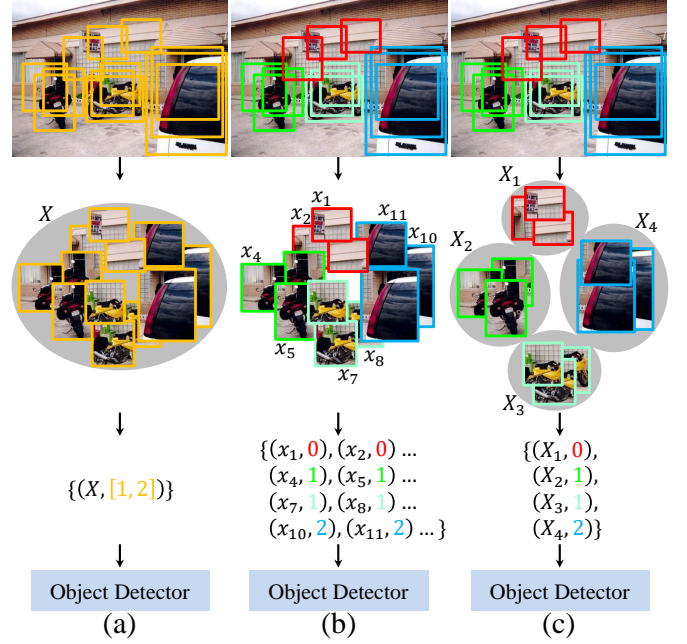 X
{(X, [1, 2])}
Object Detector
(a)
x₁
x₂
x₁₁
x₁₀
x₄
x₅
x₈
x₇
{(x₁, 0), (x₂, 0) ...
(x₄, 1), (x₅, 1) ...
(x₇, 1), (x₈, 1) ...
(x₁₀, 2), (x₁₁, 2) ... }
Object Detector
(b)
X₁
X₂
X₄
X₃
{(X₁, 0),
(X₂, 1),
(X₃, 1),
(X₄, 2)}
Object Detector
(c)